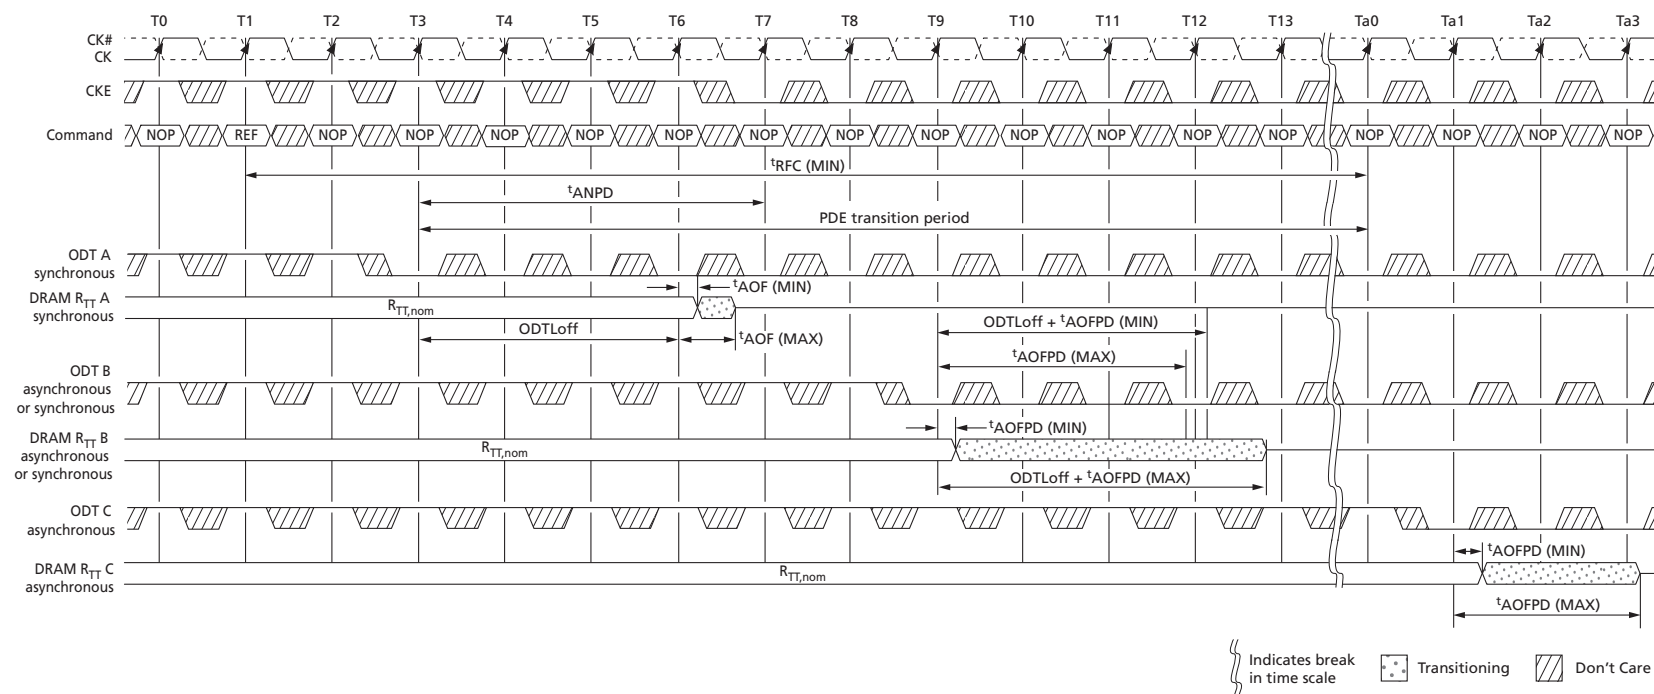 T0 T1 T2 T3 T4 T5 T6 T7 T8 T9 T10 T11 T12 T13 Ta0 Ta1 Ta2 Ta3
CK#
CK
CKE
Command NOP REF NOP NOP NOP NOP NOP NOP NOP NOP NOP NOP NOP NOP NOP NOP NOP NOP
tRFC (MIN)
tANPD
PDE transition period
ODT A
synchronous
tAOF (MIN)
DRAM RTT A
synchronous
RTT,nom
ODTLoff + tAOFPD (MIN)
ODTLoff
tAOF (MAX)
tAOFPD (MAX)
ODT B
asynchronous
or synchronous
tAOFPD (MIN)
DRAM RTT B
asynchronous
or synchronous
RTT,nom
ODTLoff + tAOFPD (MAX)
ODT C
asynchronous
tAOFPD (MIN)
DRAM RTT C
asynchronous
RTT,nom
tAOFPD (MAX)
Indicates break
in time scale
Transitioning
Don't Care